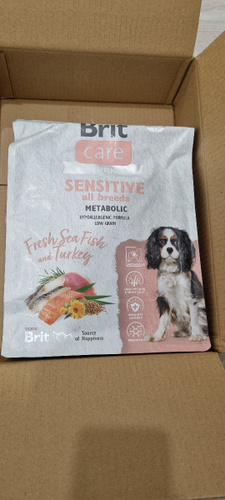 Brit
care
SENSITIVE
all breeds
METABOLIC
HYPOALLERGENIC FORMULA
LOW GRAIN
Fresh Sea Fish
and Turkey
Brit
Source
of Happiness